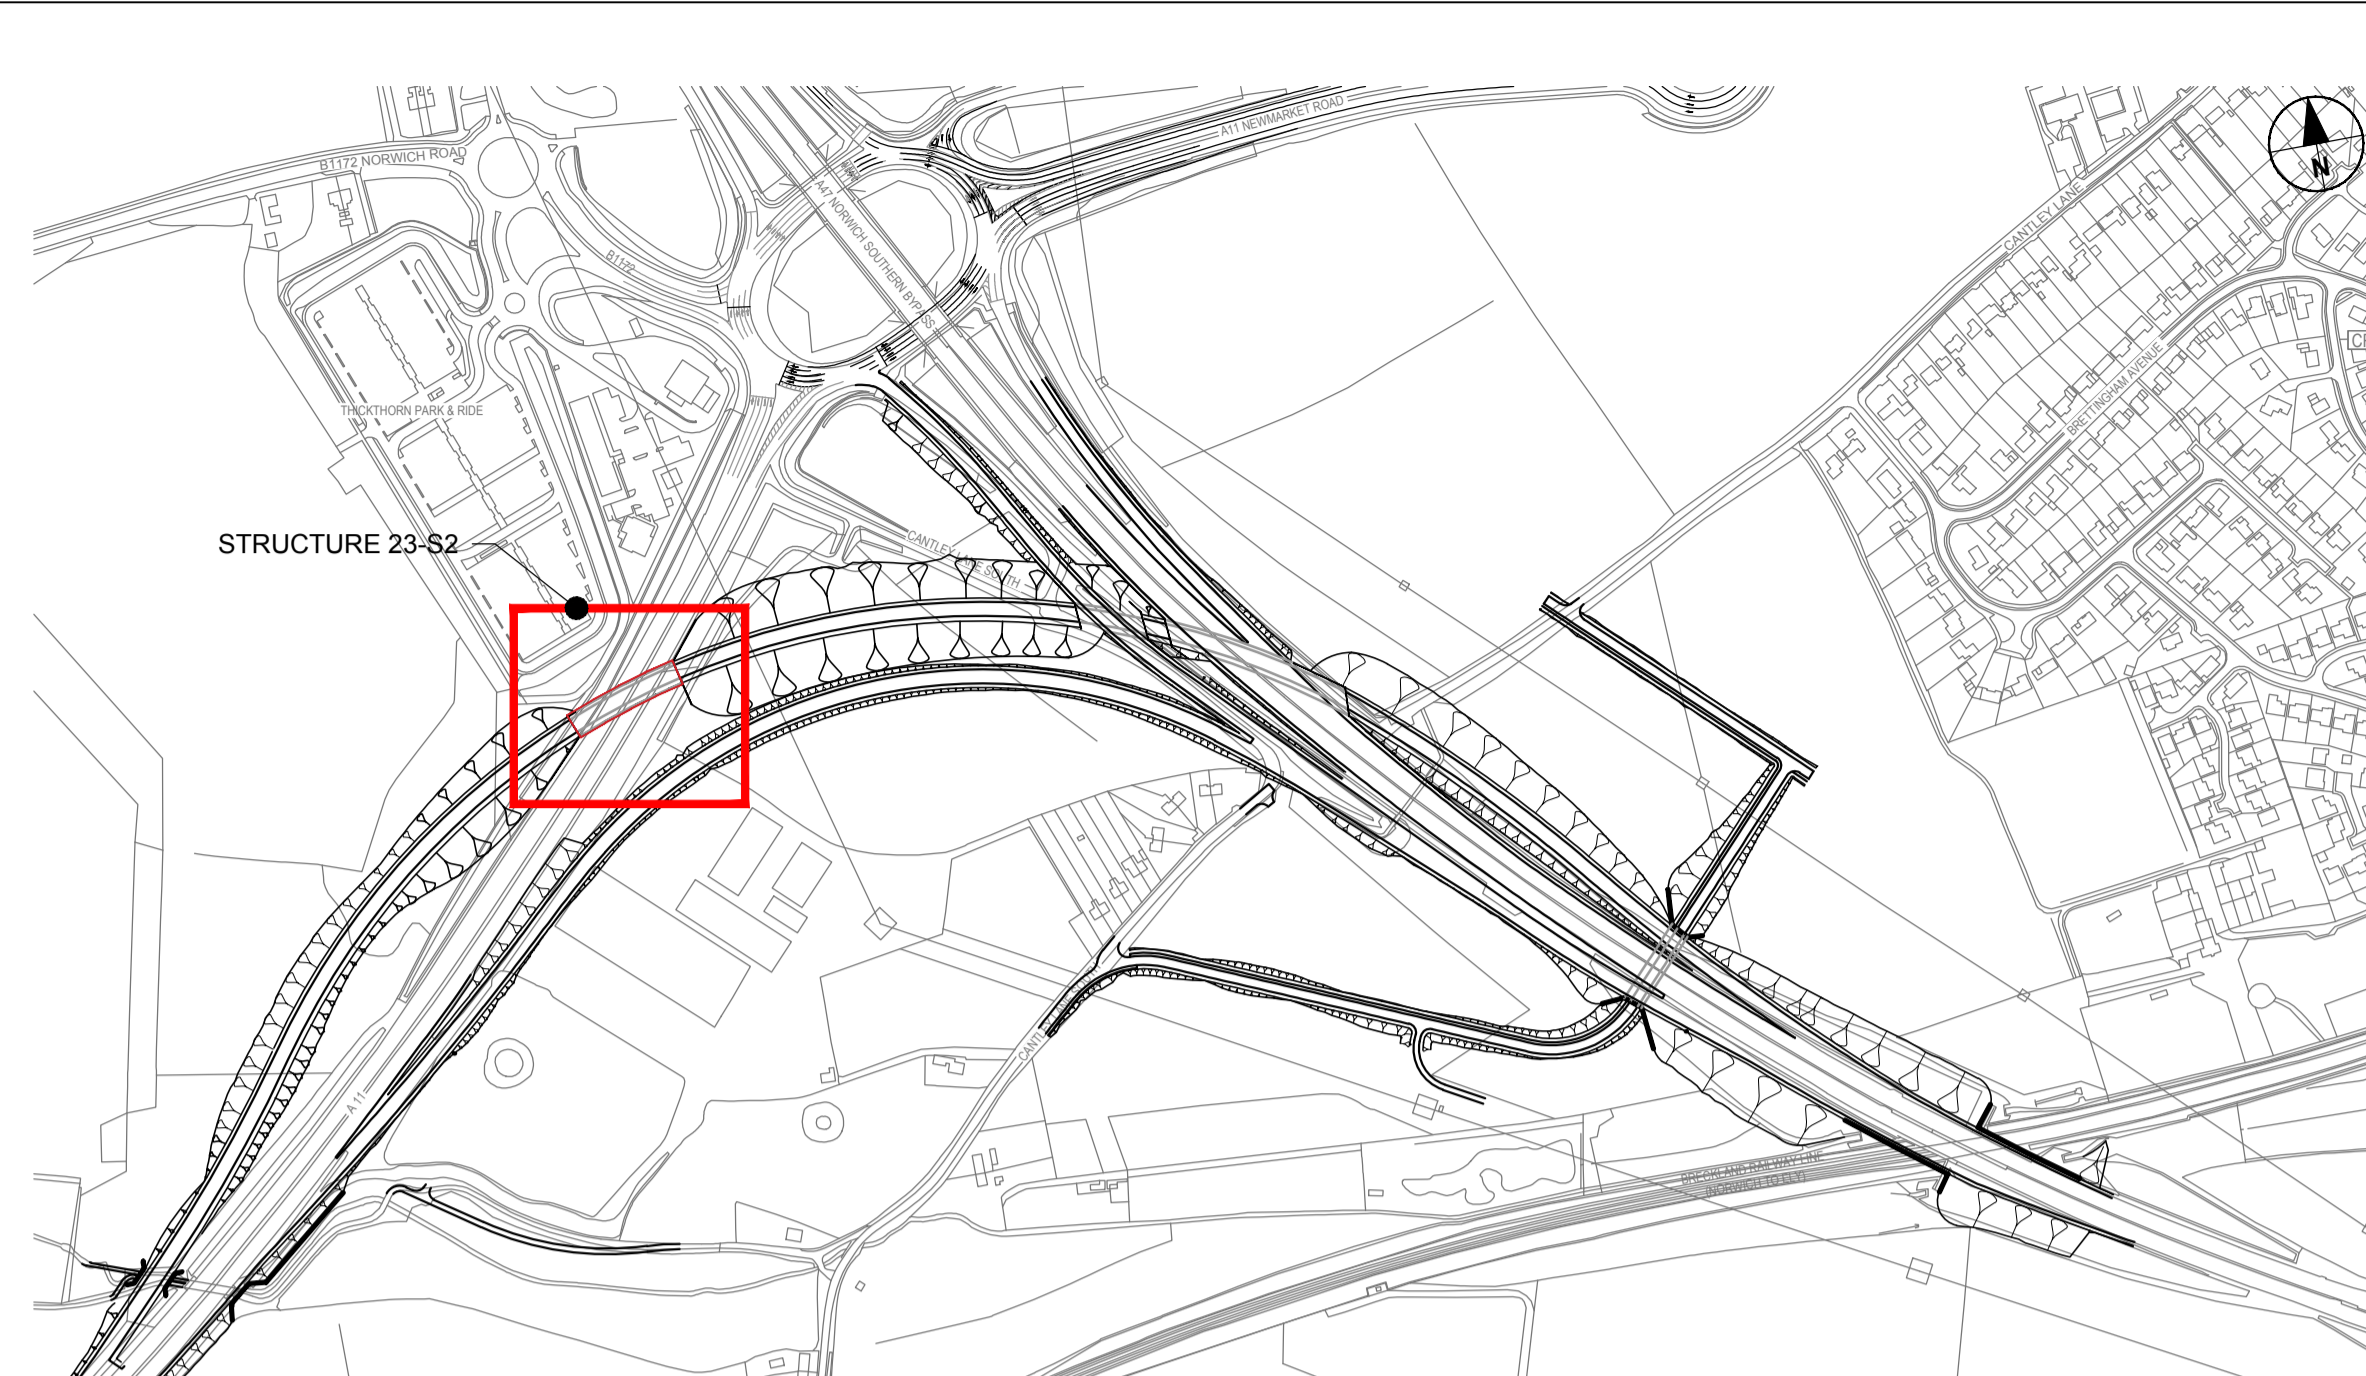 A11 NEWMARKET ROAD
B1172 NORWICH ROAD
N
A47 NORWICH SOUTHERN BYPASS
CANTLEY LANE
B1172
BRETTINGHAM AVENUE
THICKTHORN PARK & RIDE
STRUCTURE 23-S2
CANTLEY LANE SOUTH
A 11
BRECKLAND RAILWAY LINE
(NORWICH TO ELY)